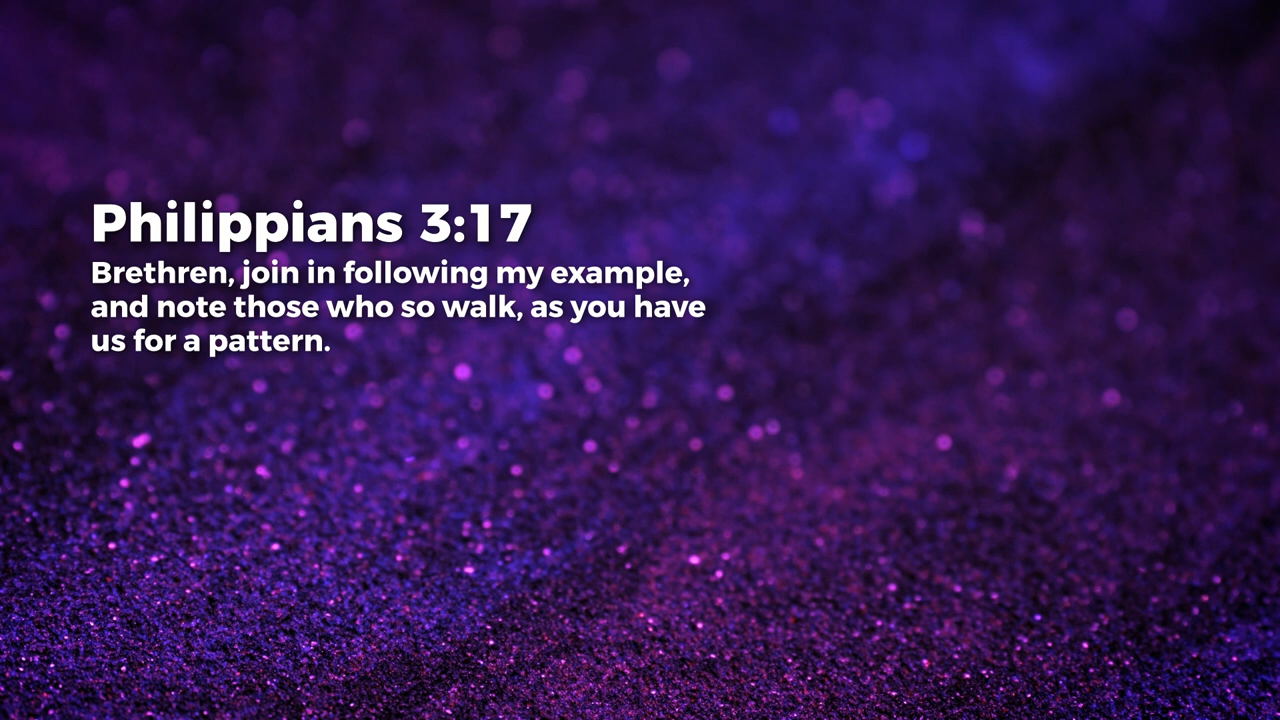 Philippians 3:17
Brethren, join in following my example,
and note those who so walk, as you have
us for a pattern.